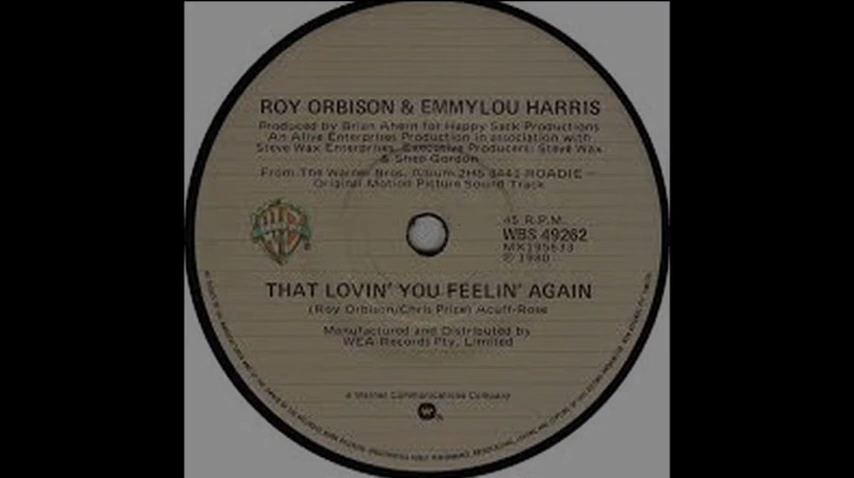 ROY ORBISON & EMMYLOU HARRIS
Produced by Brian Ahern for Happy Sack Productions
An Alive Enterprises Production in association with
Steve Wax Enterprises. Executive Producers: Steve Wax
& Shep Gordon
From The Warner Bros. Album 2HS 3441 ROADIE –
Original Motion Picture Sound Track
45 R.P.M.
WBS 49262
MX195633
℗ 1980
THAT LOVIN' YOU FEELIN' AGAIN
(Roy Orbison/Chris Price) Acuff-Rose
Manufactured and Distributed by
WEA Records Pty. Limited
a Warner Communications Company